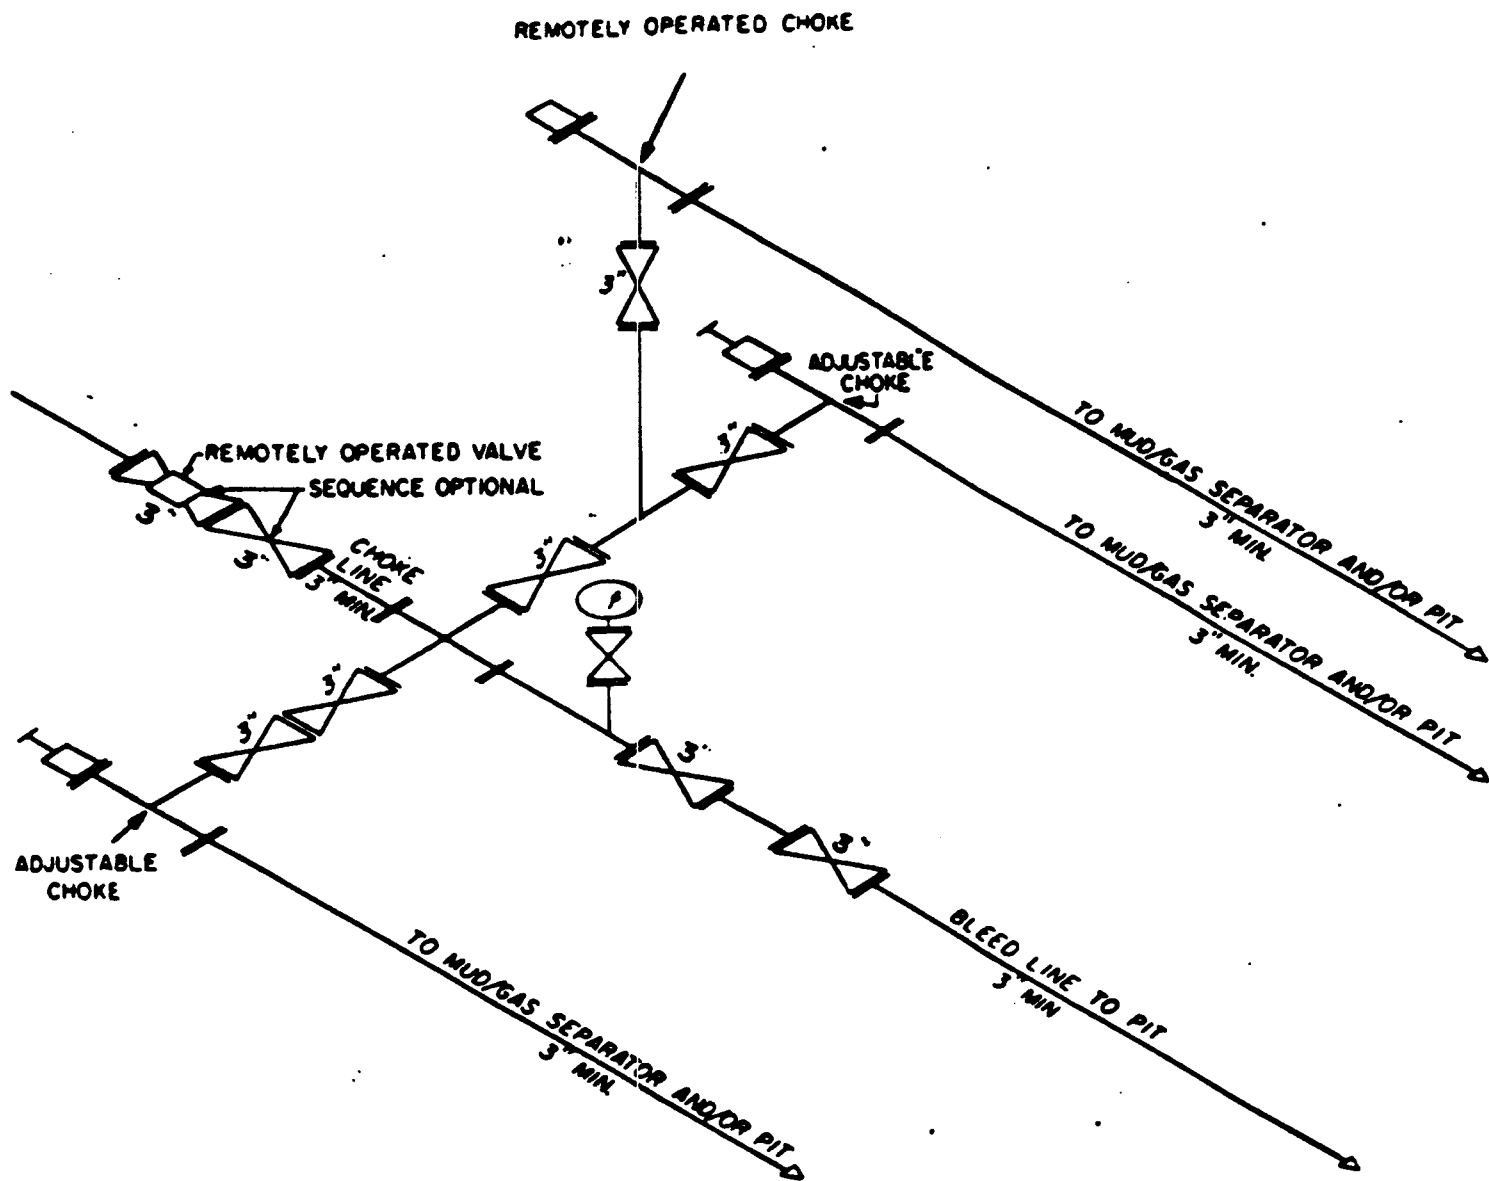 REMOTELY OPERATED CHOKE
3"
ADJUSTABLE
CHOKE
3"
TO MUD/GAS SEPARATOR AND/OR PIT
3" MIN.
TO MUD/GAS SEPARATOR AND/OR PIT
3" MIN.
REMOTELY OPERATED VALVE
SEQUENCE OPTIONAL
3"
3"
CHOKE
LINE
3" MIN.
3"
3"
3"
3"
3"
ADJUSTABLE
CHOKE
BLEED LINE TO PIT
3" MIN
TO MUD/GAS SEPARATOR AND/OR PIT
3" MIN.